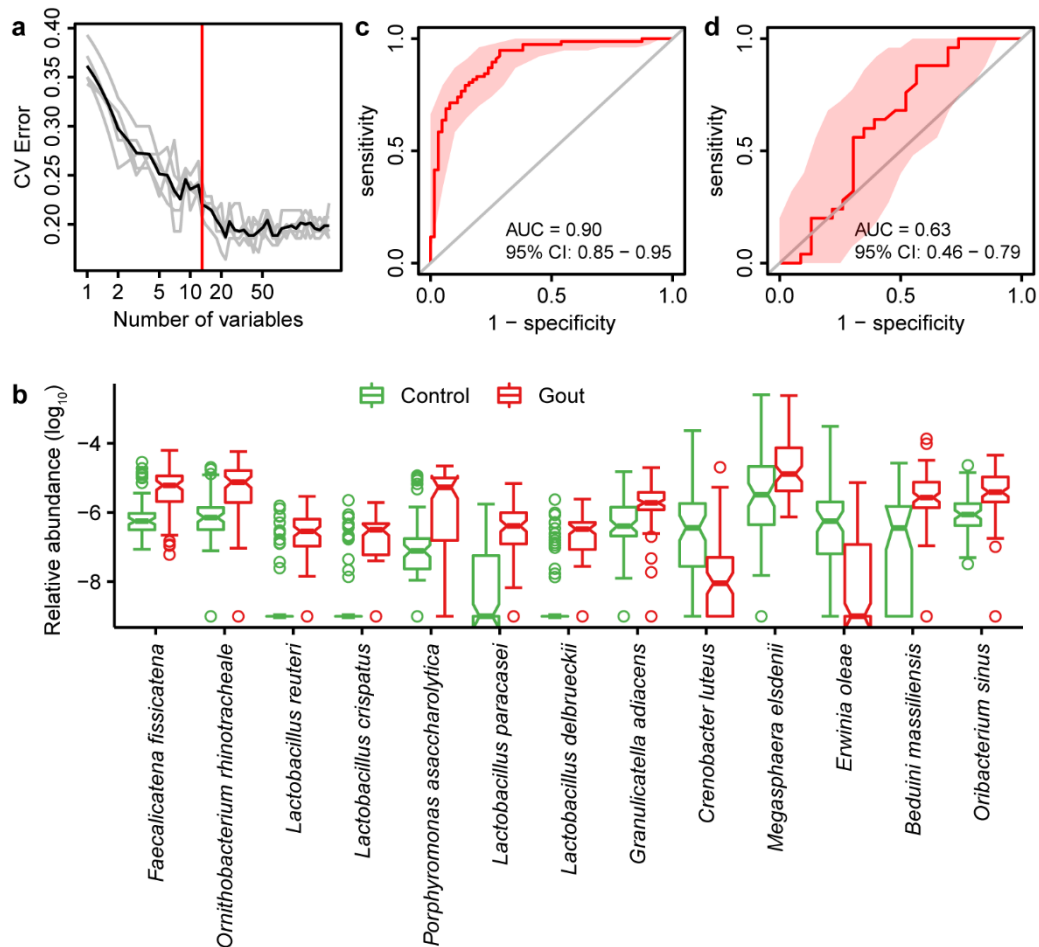 a
0.40
0.35
0.30
0.25
0.20
CV Error
1 2 5 10 20 50
Number of variables
c
1.0
0.5
0.0
sensitivity
AUC = 0.90
95% CI: 0.85 – 0.95
0.0 0.5 1.0
1 − specificity
d
1.0
0.5
0.0
sensitivity
AUC = 0.63
95% CI: 0.46 – 0.79
0.0 0.5 1.0
1 − specificity
b
Control Gout
Relative abundance (log10)
−4
−6
−8
Faecalicatena fissicatena
Ornithobacterium rhinotracheale
Lactobacillus reuteri
Lactobacillus crispatus
Porphyromonas asaccharolytica
Lactobacillus paracasei
Lactobacillus delbrueckii
Granulicatella adiacens
Crenobacter luteus
Megasphaera elsdenii
Erwinia oleae
Beduini massiliensis
Oribacterium sinus